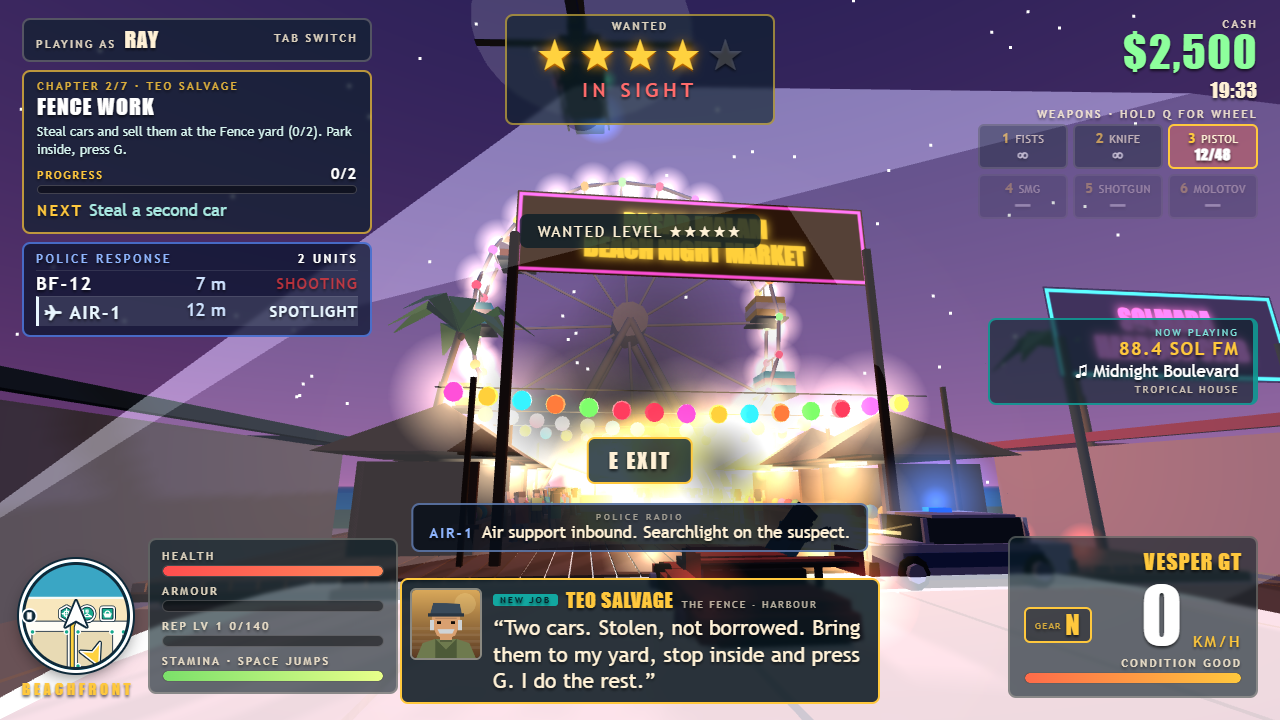 PLAYING AS RAY TAB SWITCH
CHAPTER 2/7 · TEO SALVAGE
FENCE WORK
Steal cars and sell them at the Fence yard (0/2). Park
inside, press G.
PROGRESS 0/2
NEXT Steal a second car
POLICE RESPONSE 2 UNITS
BF-12 7 m SHOOTING
AIR-1 12 m SPOTLIGHT
WANTED
IN SIGHT
CASH
$2,500
19:33
WEAPONS · HOLD Q FOR WHEEL
1 FISTS
∞
2 KNIFE
∞
3 PISTOL
12/48
4 SMG
—
5 SHOTGUN
—
6 MOLOTOV
—
WANTED LEVEL ★★★★★
BEACH NIGHT MARKET
NOW PLAYING
88.4 SOL FM
♫ Midnight Boulevard
TROPICAL HOUSE
E EXIT
POLICE RADIO
AIR-1 Air support inbound. Searchlight on the suspect.
NEW JOB TEO SALVAGE THE FENCE · HARBOUR
“Two cars. Stolen, not borrowed. Bring
them to my yard, stop inside and press
G. I do the rest.”
BEACHFRONT
HEALTH
ARMOUR
REP LV 1 0/140
STAMINA · SPACE JUMPS
VESPER GT
GEAR N
0 KM/H
CONDITION GOOD